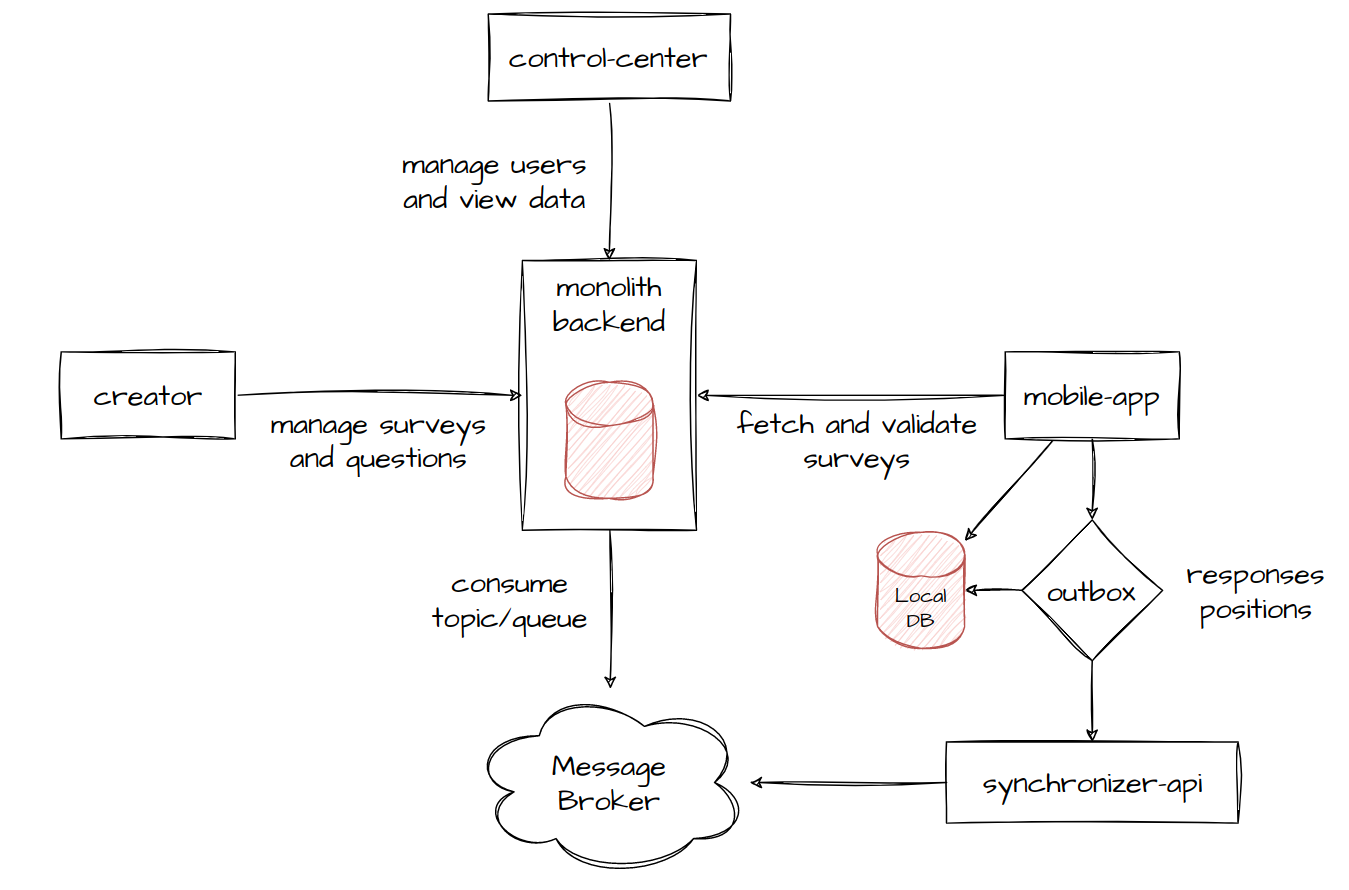 control-center
manage users
and view data
monolith
backend
creator
manage surveys
and questions
mobile-app
fetch and validate
surveys
consume
topic/queue
Local
DB
outbox
responses
positions
Message
Broker
synchronizer-api